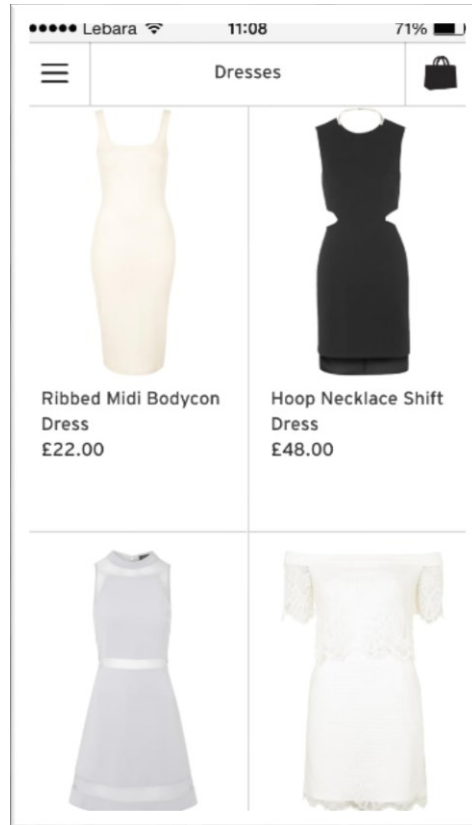 Lebara 11:08 71%
Dresses
Ribbed Midi Bodycon
Dress
£22.00
Hoop Necklace Shift
Dress
£48.00